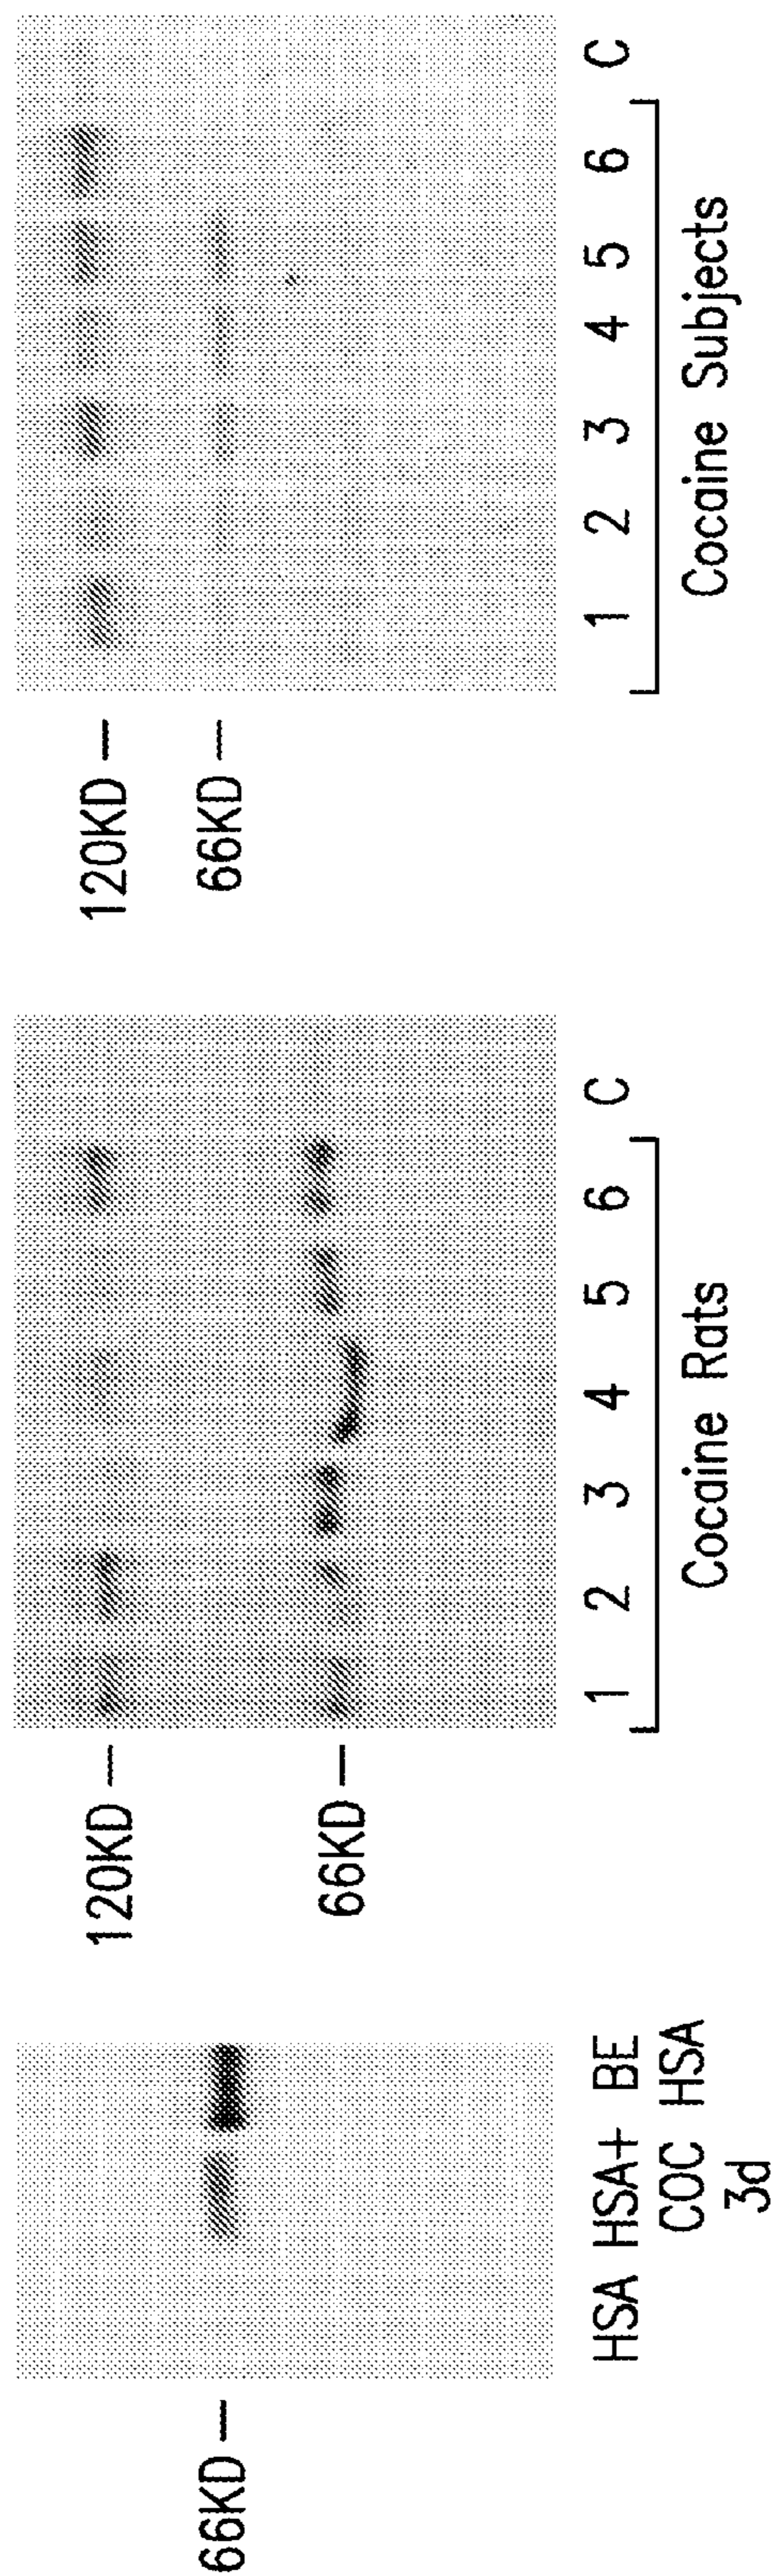 66KD
HSA HSA+ BE
COC HSA
3d
120KD
66KD
1 2 3 4 5 6 C
Cocaine Rats
120KD
66KD
1 2 3 4 5 6 C
Cocaine Subjects